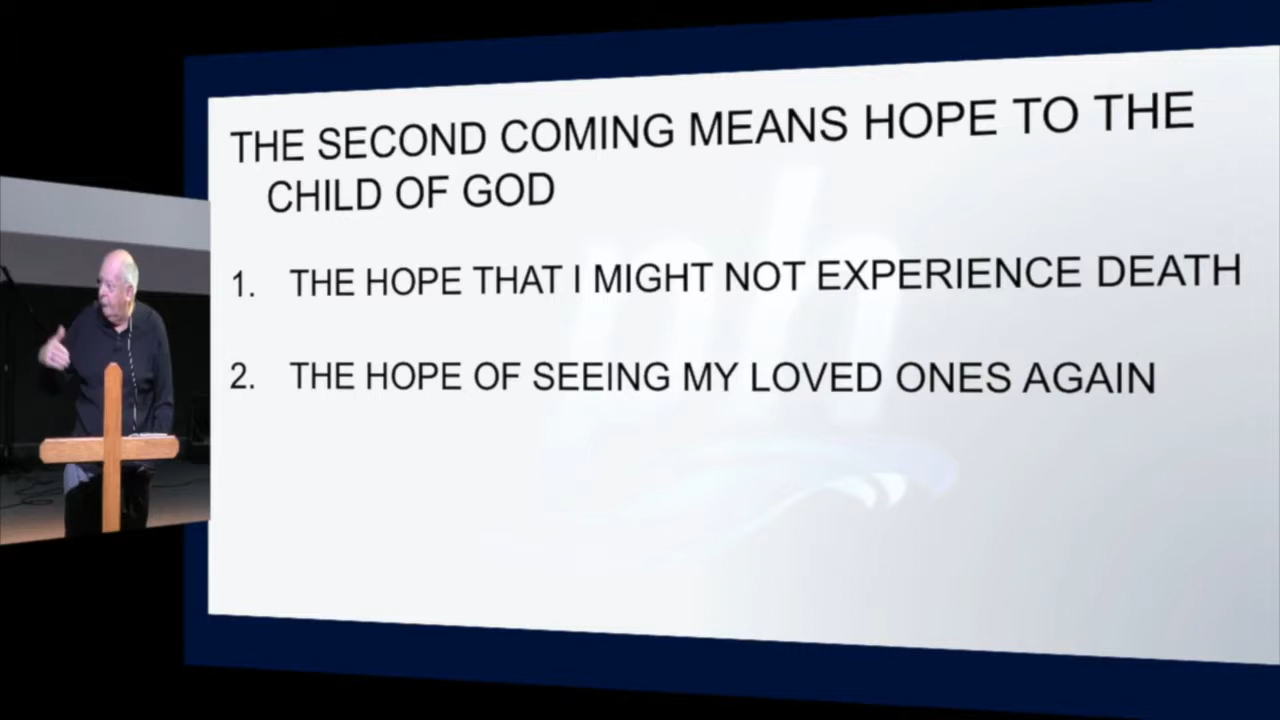 THE SECOND COMING MEANS HOPE TO THE
CHILD OF GOD
1. THE HOPE THAT I MIGHT NOT EXPERIENCE DEATH
2. THE HOPE OF SEEING MY LOVED ONES AGAIN